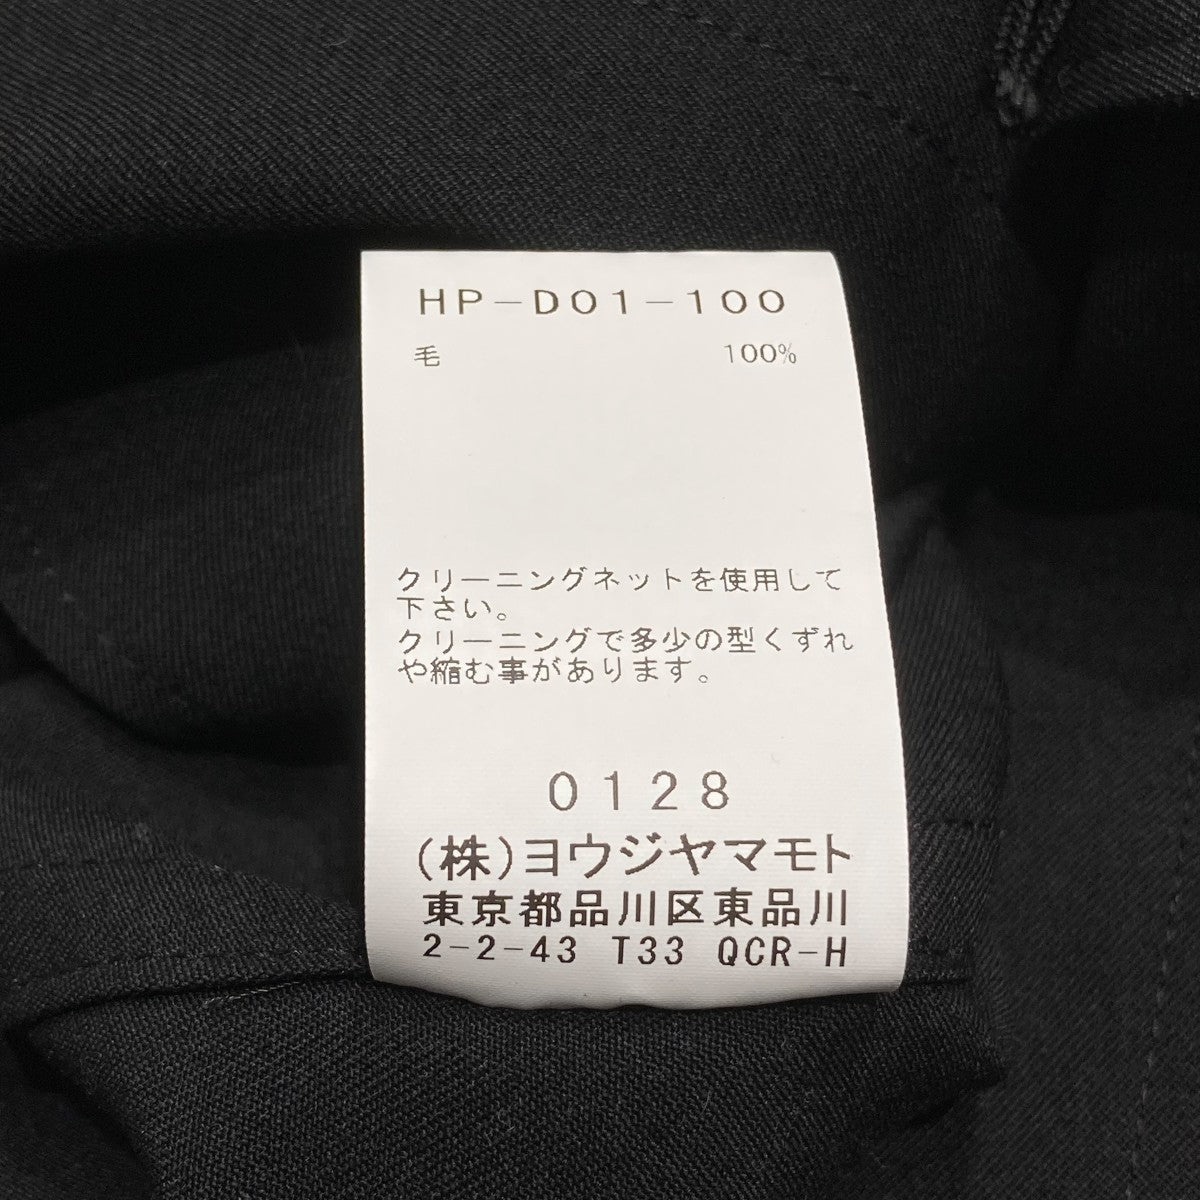 HP-D01-100
毛 100%
クリーニングネットを使用して
下さい。
クリーニングで多少の型くずれ
や縮む事があります。
0128
(株)ヨウジヤマモト
東京都品川区東品川
2-2-43 T33 QCR-H